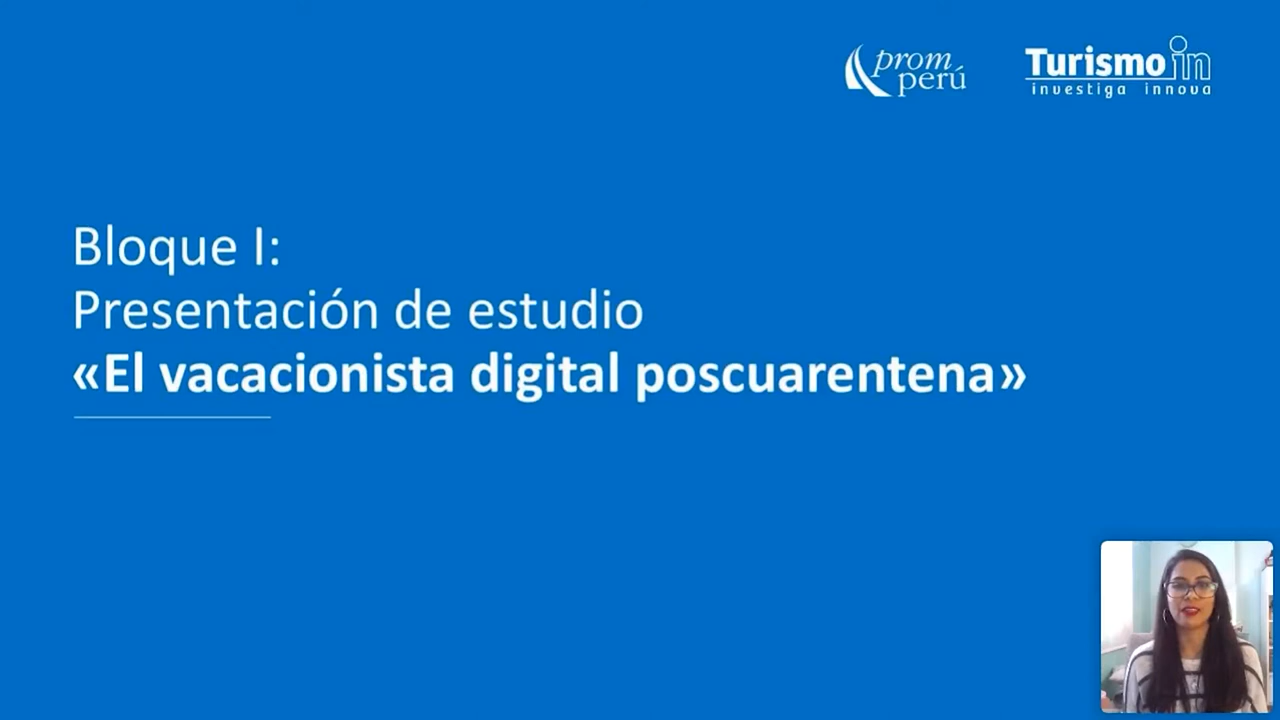 prom
perú
Turismo in
investiga innova
Bloque I:
Presentación de estudio
«El vacacionista digital poscuarentena»